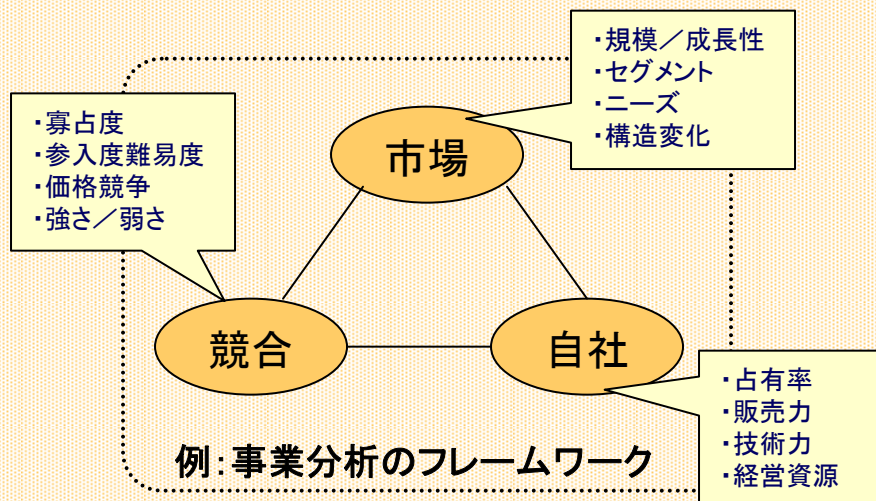 ・規模／成長性
・セグメント
・ニーズ
・構造変化
・寡占度
・参入度難易度
・価格競争
・強さ／弱さ
市場
競合
自社
・占有率
・販売力
・技術力
・経営資源
例：事業分析のフレームワーク